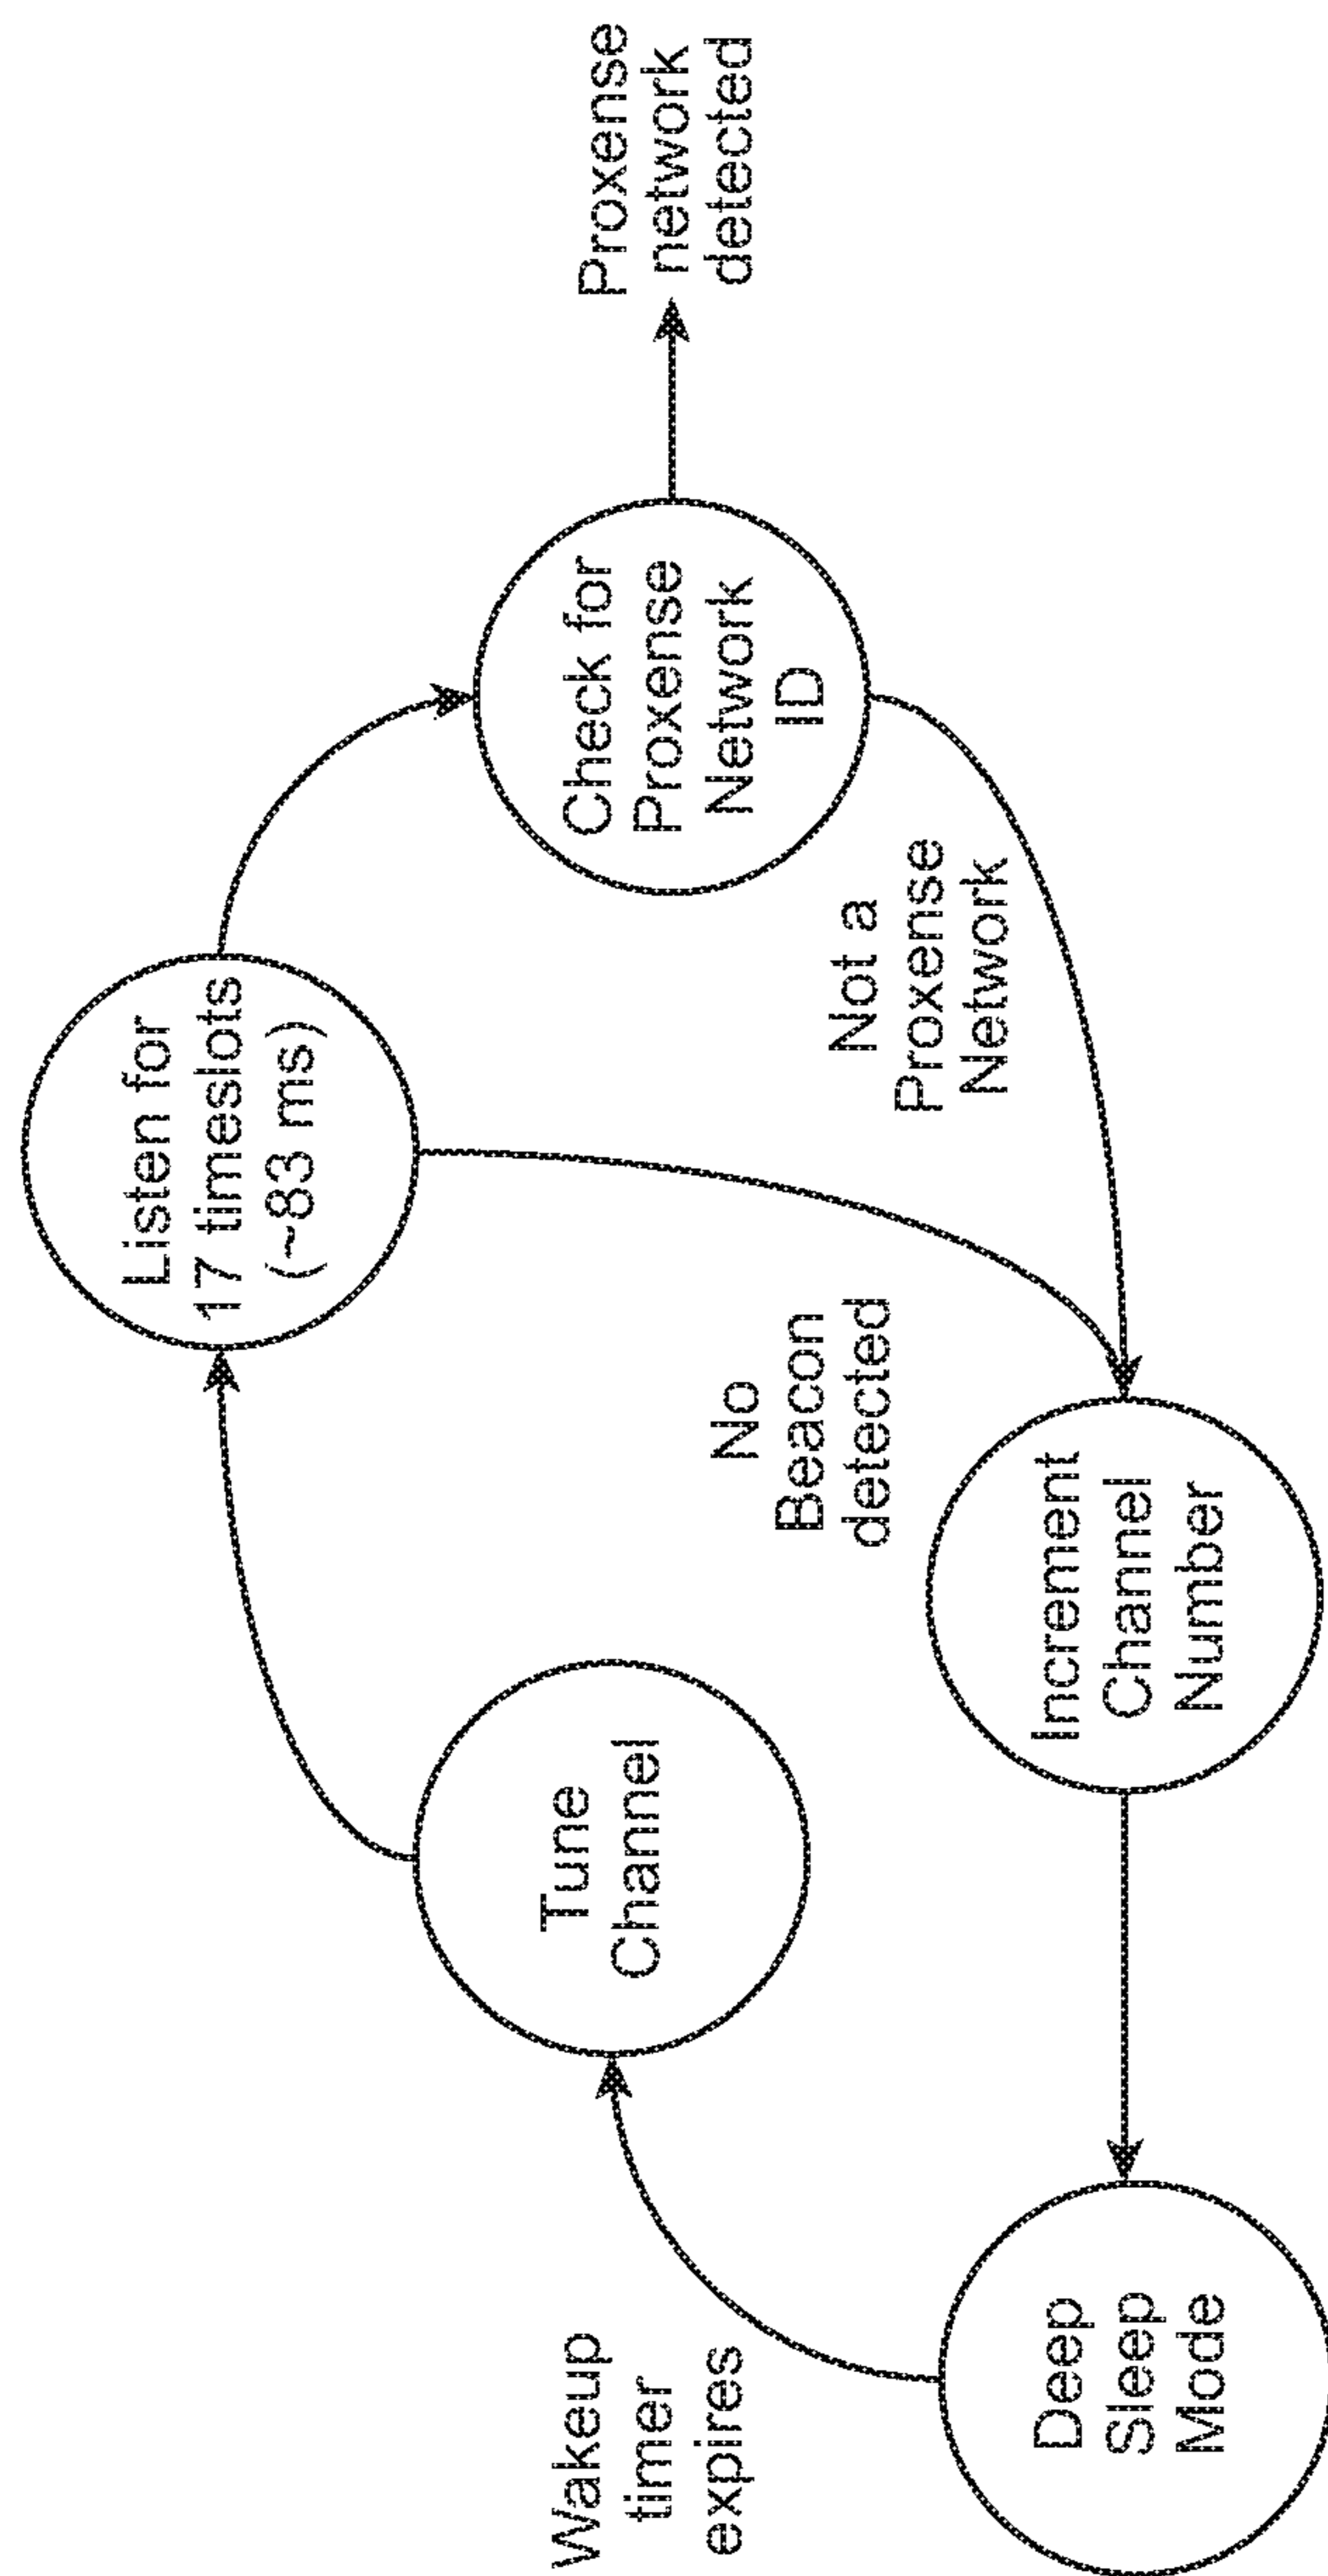 Wakeup
timer
expires
Deep
Sleep
Mode
Tune
Channel
Listen for
17 timeslots
(~83 ms)
No
Beacon
detected
Increment
Channel
Number
Check for
Proxense
Network
ID
Not a
Proxense
Network
Proxense
network
detected